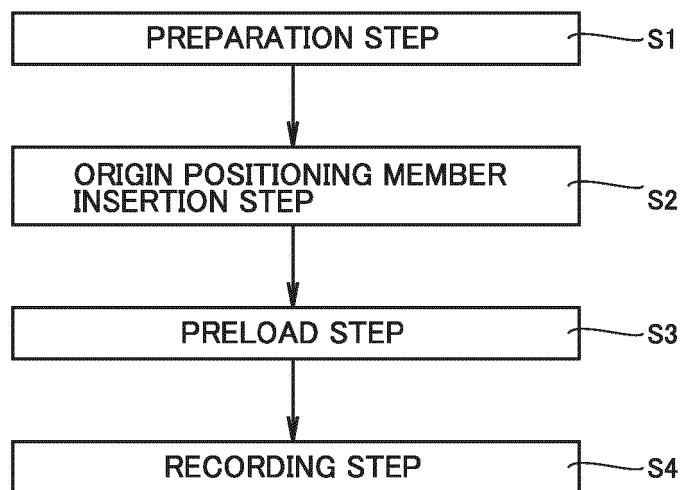 PREPARATION STEP
S1
ORIGIN POSITIONING MEMBER
INSERTION STEP
S2
PRELOAD STEP
S3
RECORDING STEP
S4